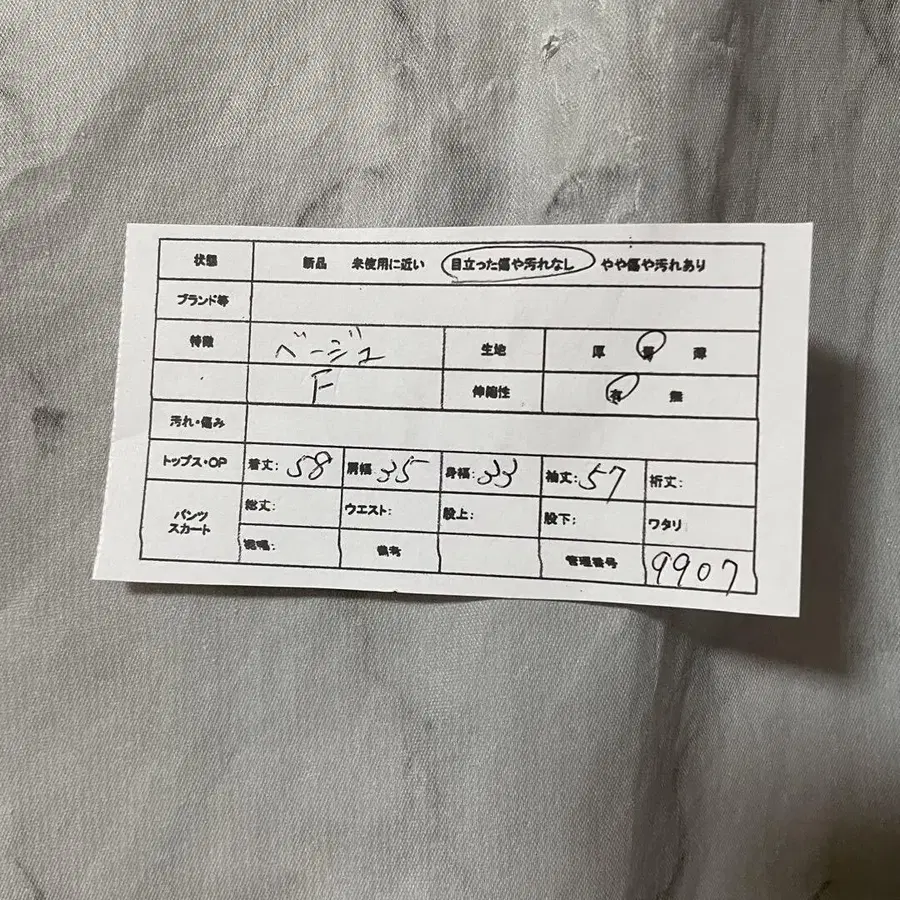 状態 新品 未使用に近い 目立った傷や汚れなし やや傷や汚れあり
ブランド等
特徴 ベージュ 生地 厚 普 薄
F 伸縮性 有 無
汚れ・傷み
トップス・OP 着丈: 58 肩幅 35 身幅: 33 袖丈: 57 裄丈:
パンツ スカート 総丈: ウエスト: 股上: 股下: ワタリ
裾幅: 備考 管理番号 9907